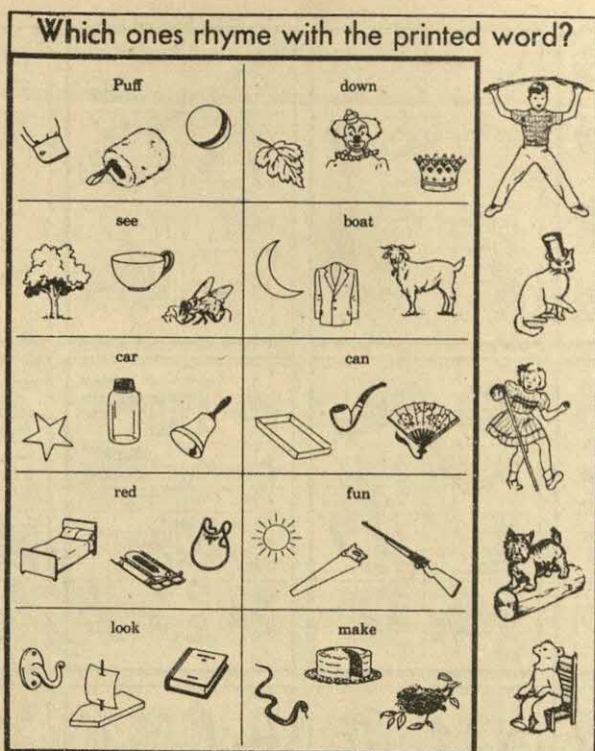 Which ones rhyme with the printed word?
Puff
down
see
boat
car
can
red
fun
look
make